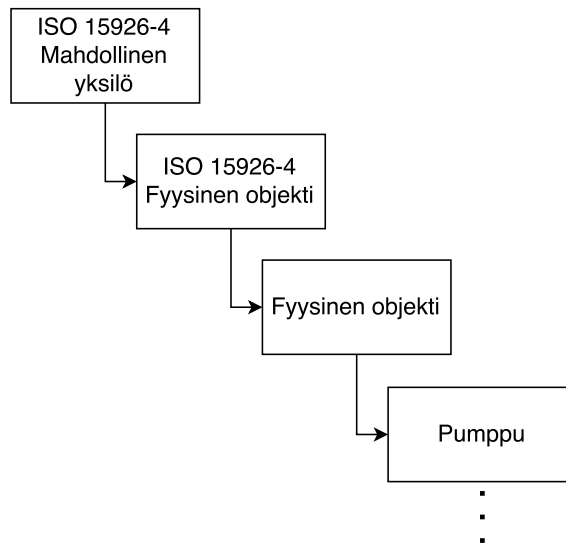 ISO 15926-4
Mahdollinen
yksilö
ISO 15926-4
Fyysinen objekti
Fyysinen objekti
Pumppu